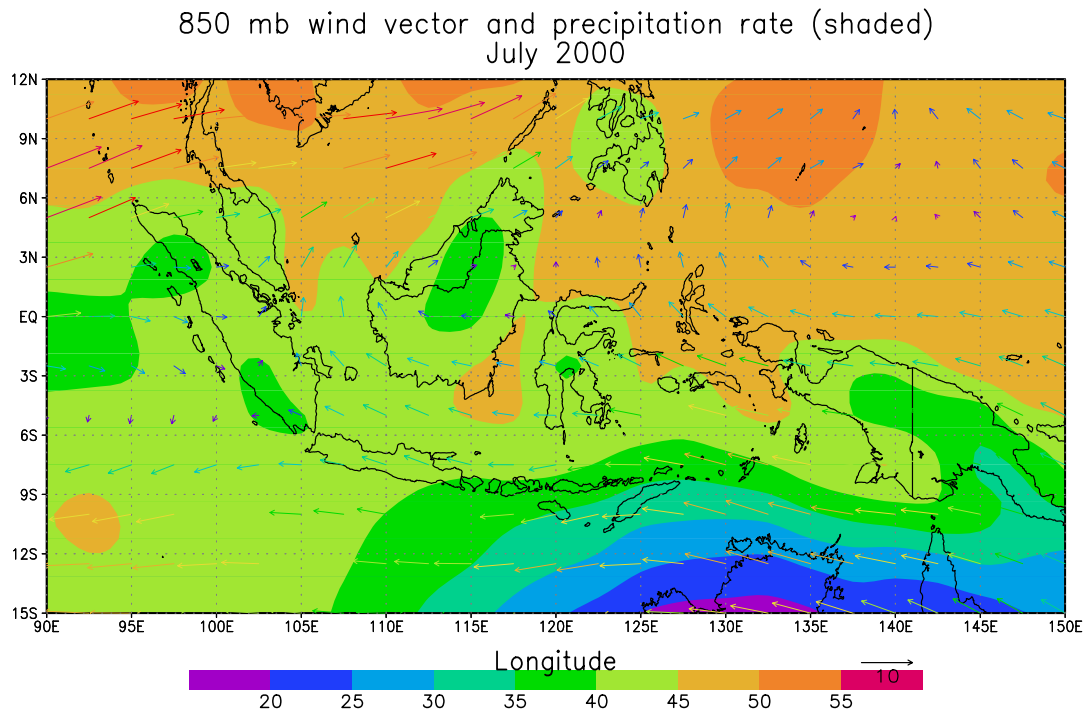 850 mb wind vector and precipitation rate (shaded)
July 2000
12N
9N
6N
3N
EQ
3S
6S
9S
12S
15S
90E 95E 100E 105E 110E 115E 120E 125E 130E 135E 140E 145E 150E
Longitude
10
20 25 30 35 40 45 50 55